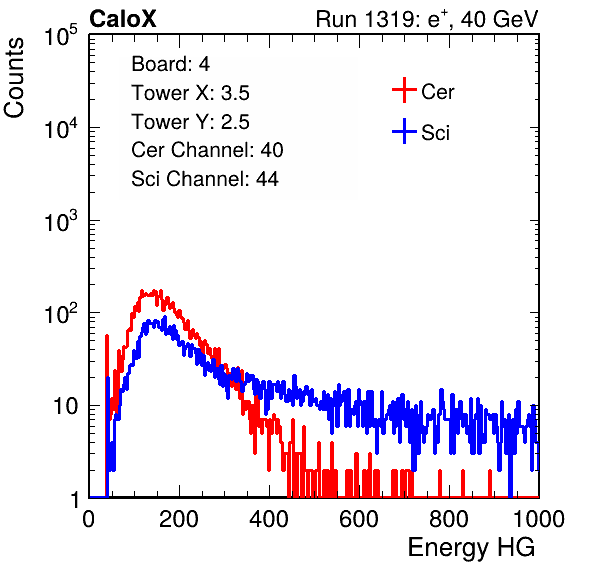 CaloX Run 1319: e⁺, 40 GeV
Counts
Board: 4
Tower X: 3.5
Tower Y: 2.5
Cer Channel: 40
Sci Channel: 44
Cer
Sci
10⁵
10⁴
10³
10²
10
1
0 200 400 600 800 1000
Energy HG